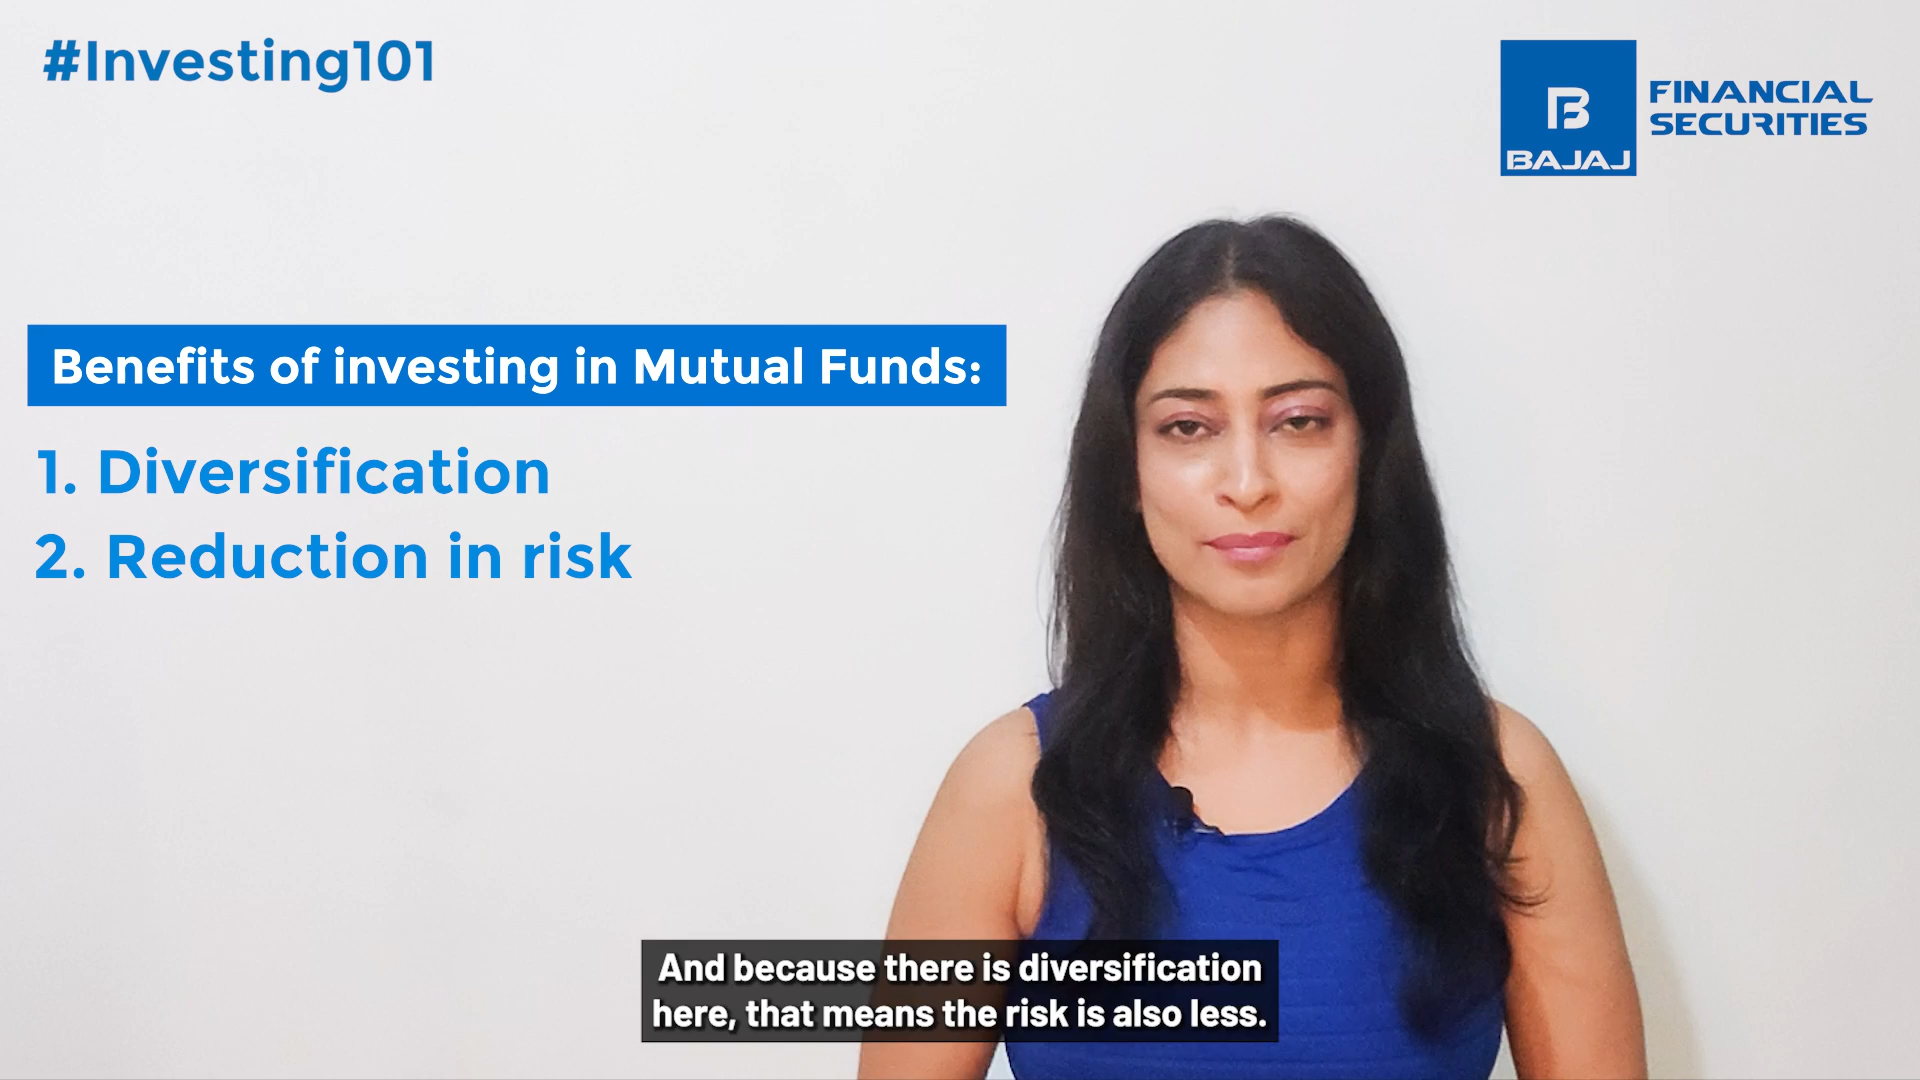 #Investing101
B
BAJAJ
FINANCIAL
SECURITIES
Benefits of investing in Mutual Funds:
1. Diversification
2. Reduction in risk
And because there is diversification
here, that means the risk is also less.